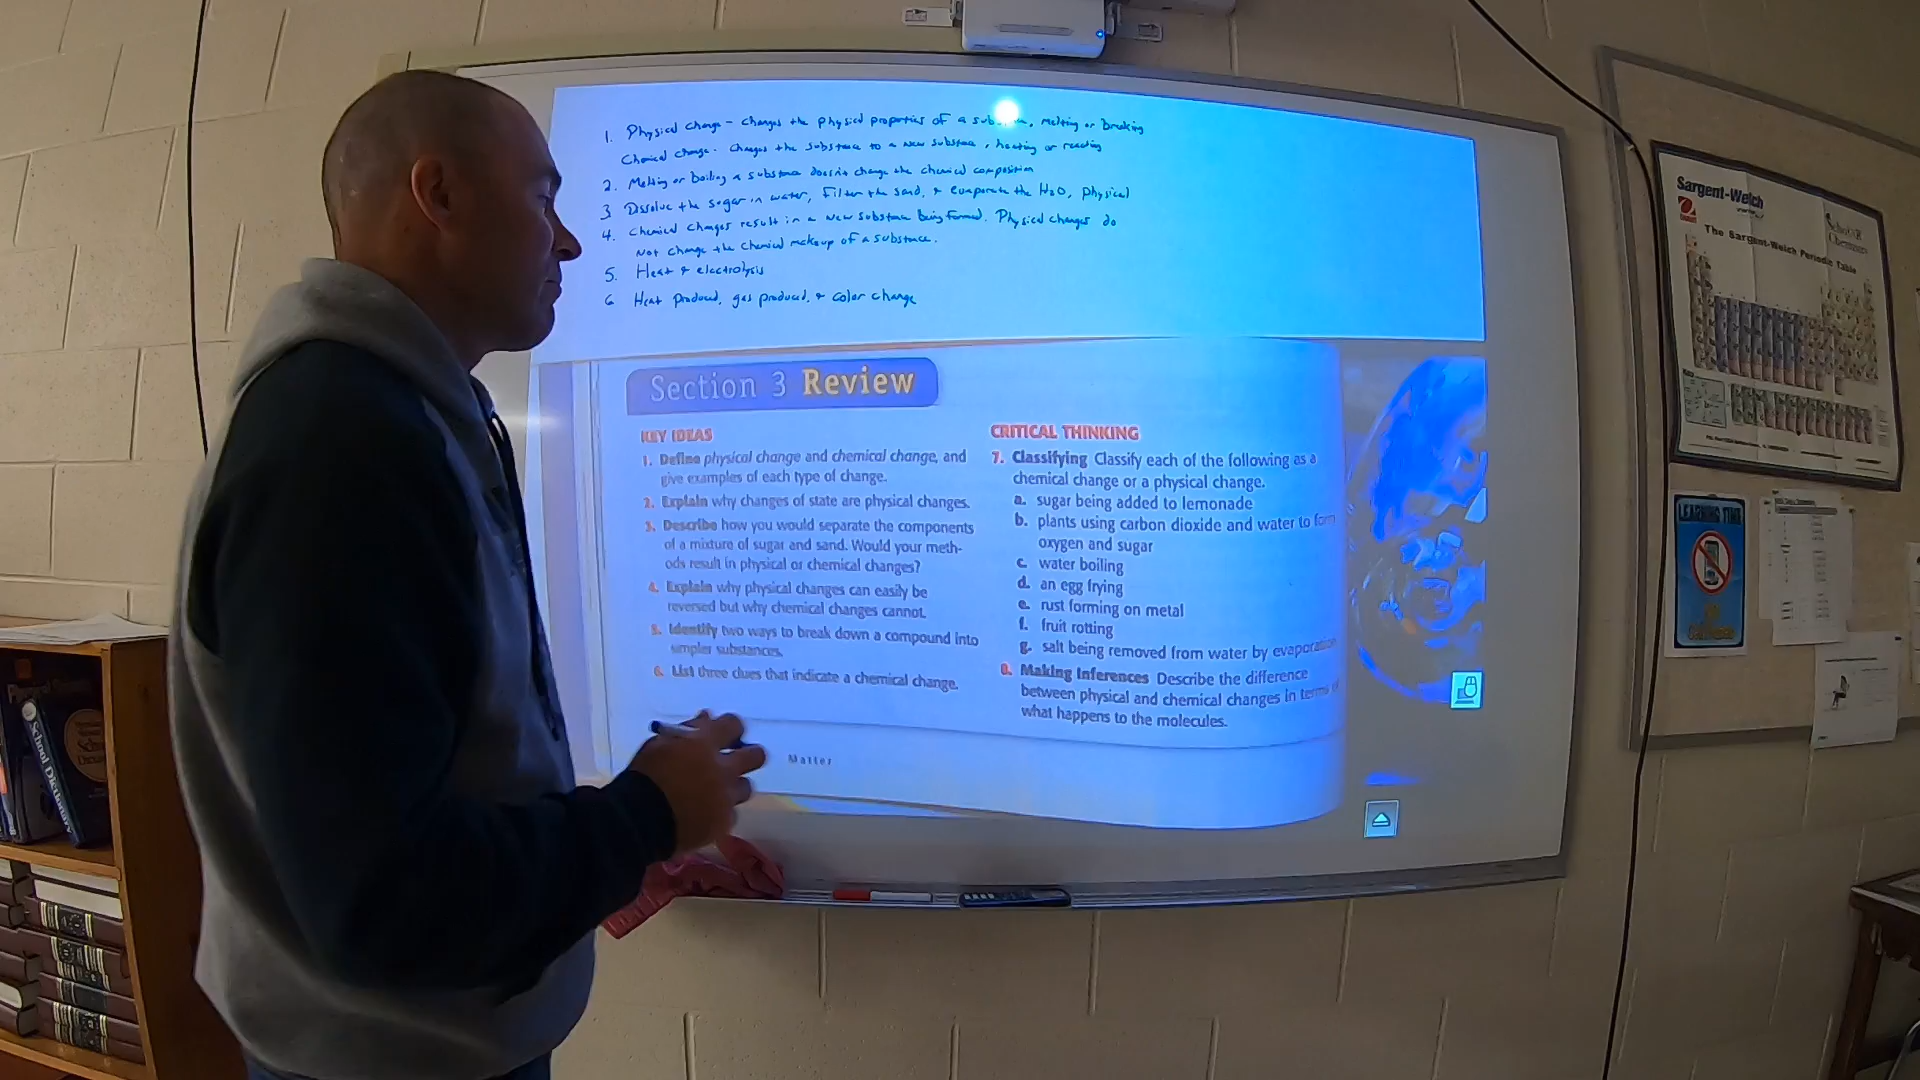 1. Physical change - changes the physical properties of a melting or breaking
Chemical change - changes the substance to a new substance, heating or reacting
2. Melting or boiling a substance doesn't change the chemical composition
3 Dissolve the sugar in water, filter the sand, & evaporate the H2O, physical
4. Chemical changes result in a new substance being formed. Physical changes do
not change the chemical makeup of a substance.
5. Heat & electrolysis
6 Heat produced, gas produced, & color change
Section 3 Review
KEY IDEAS
1. Define physical change and chemical change, and
give examples of each type of change.
2. Explain why changes of state are physical changes.
3. Describe how you would separate the components
of a mixture of sugar and sand. Would your meth-
ods result in physical or chemical changes?
4. Explain why physical changes can easily be
reversed but why chemical changes cannot.
5. Identify two ways to break down a compound into
simpler substances.
6. List three clues that indicate a chemical change.
Matter
CRITICAL THINKING
7. Classifying Classify each of the following as a
chemical change or a physical change.
a. sugar being added to lemonade
b. plants using carbon dioxide and water to form
oxygen and sugar
c. water boiling
d. an egg frying
e. rust forming on metal
f. fruit rotting
g. salt being removed from water by evaporation
8. Making Inferences Describe the difference
between physical and chemical changes in terms of
what happens to the molecules.
Sargent-Welch
The Sargent-Welch Periodic Table
LEARNING TIME
School Dictionary